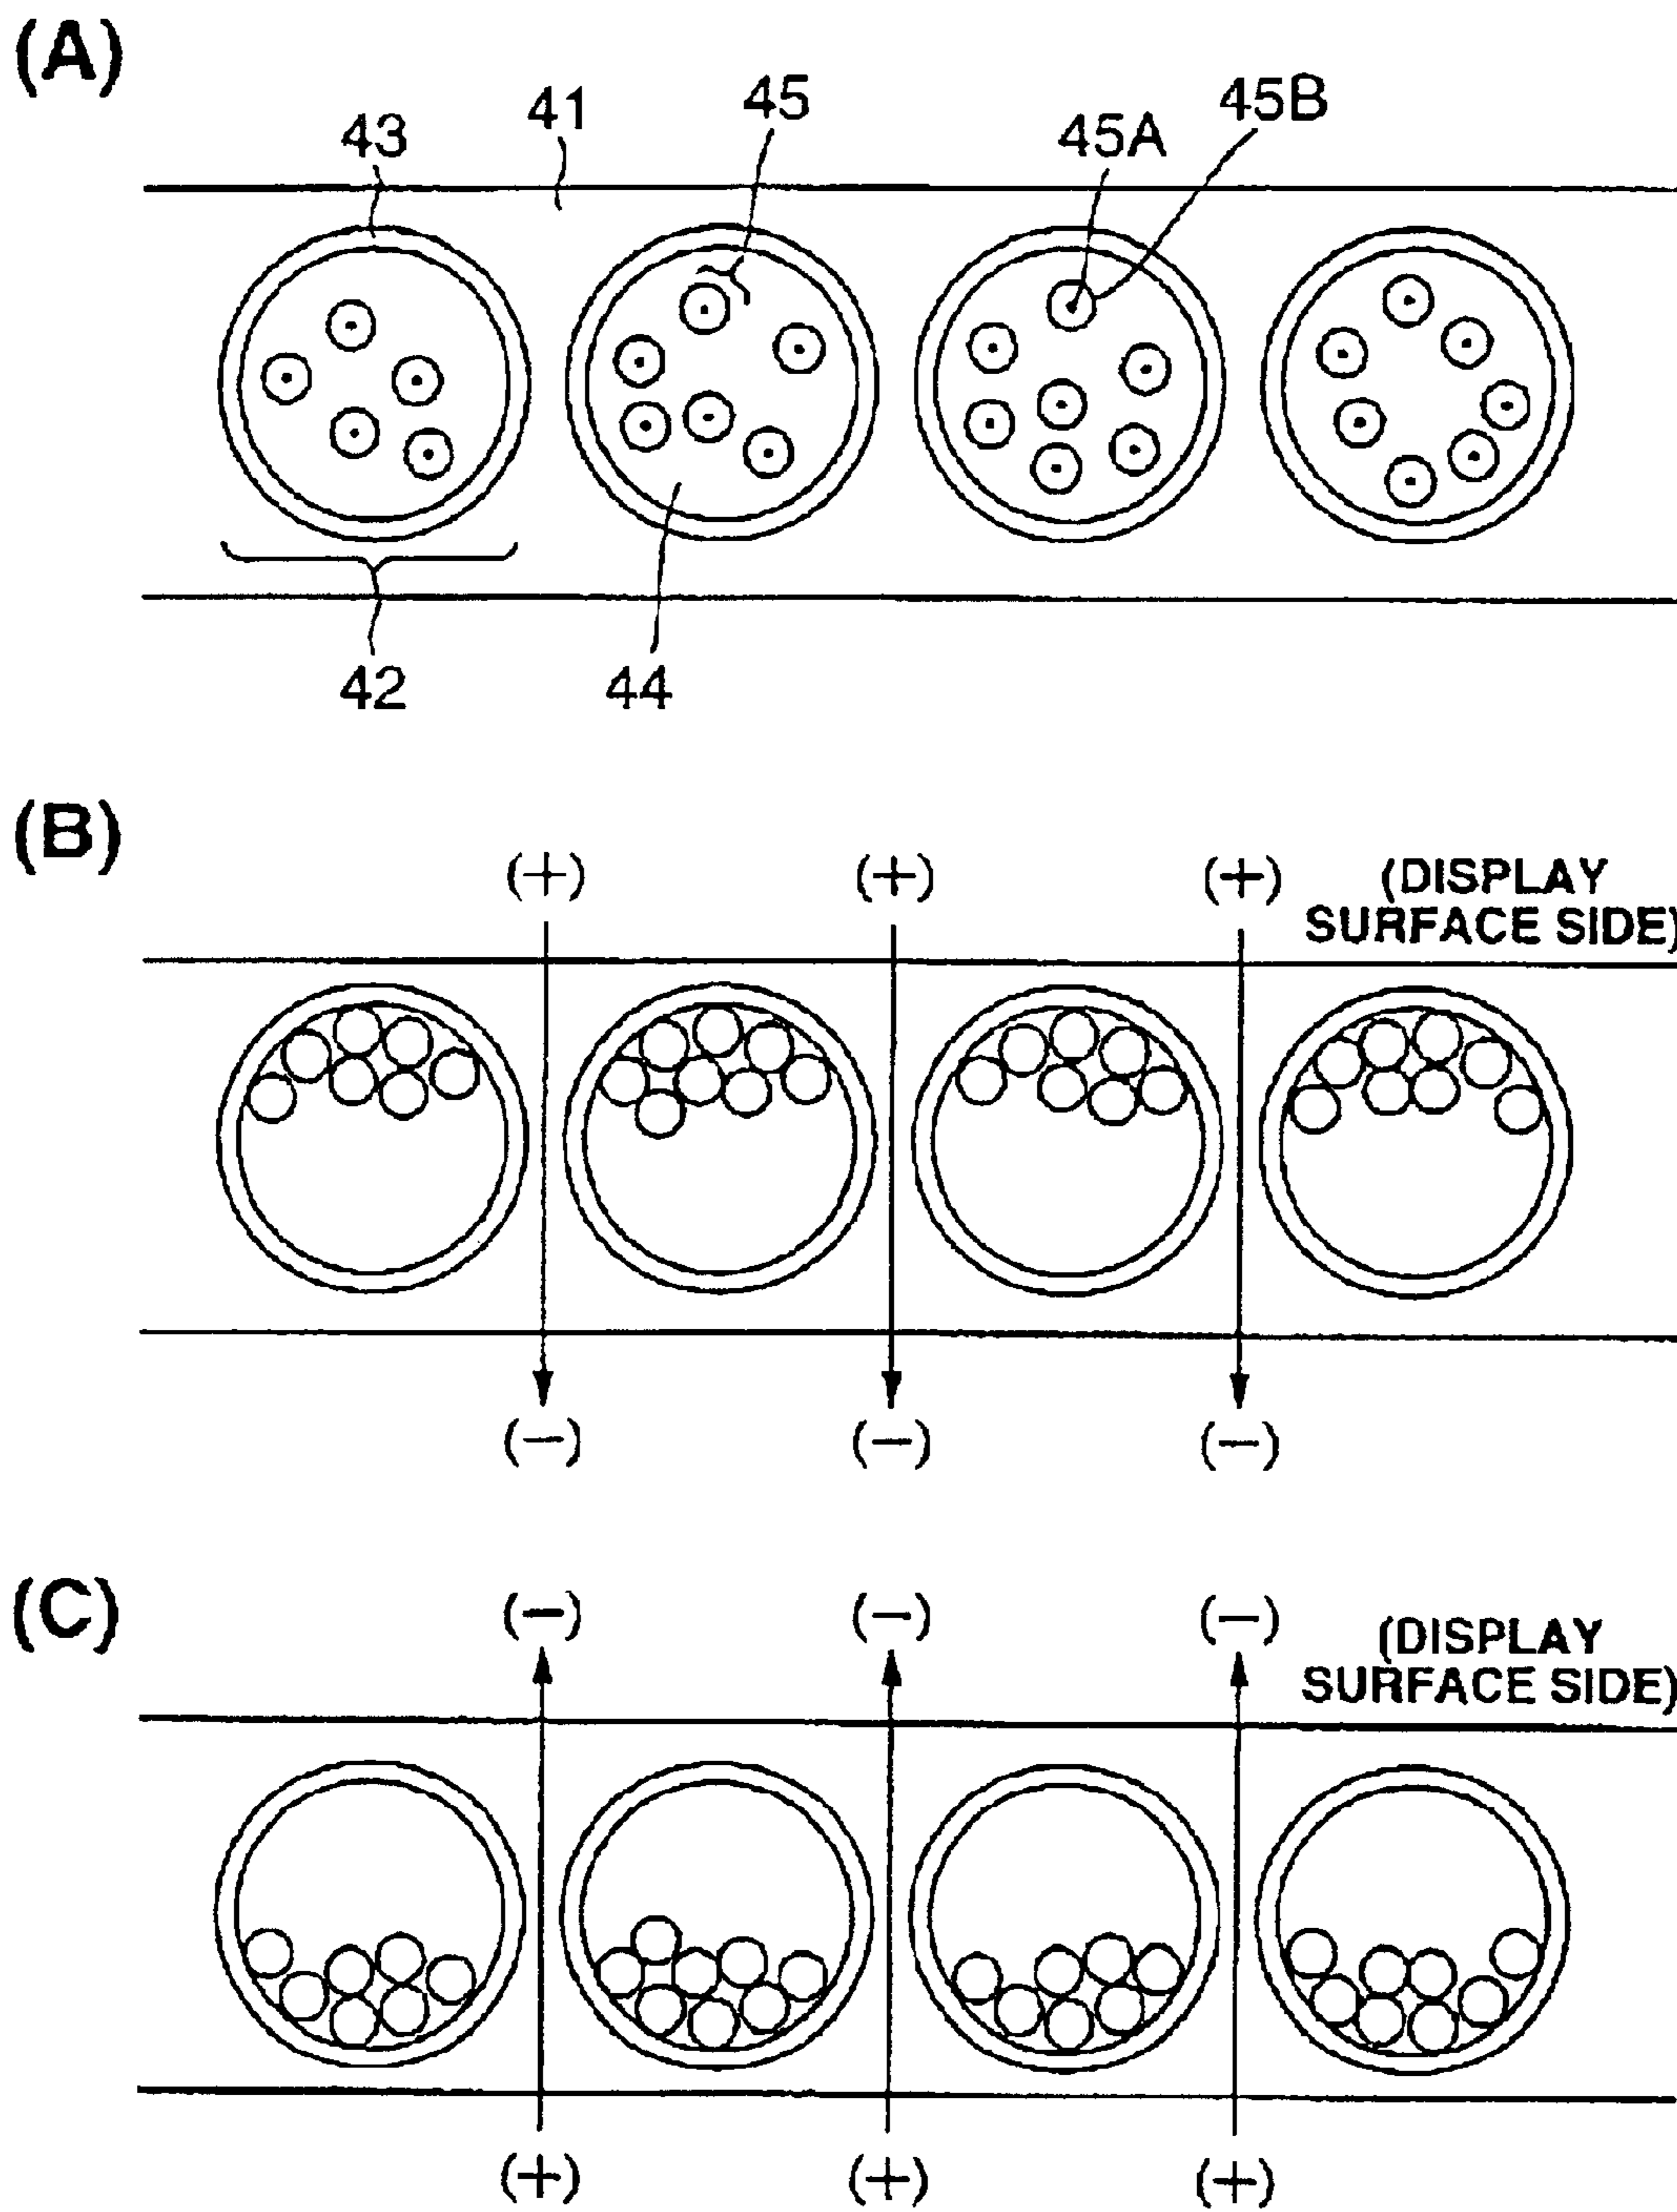 (A)
43
41
45
45A
45B
42
44
(B)
(+)
(+)
(+)
(DISPLAY
SURFACE SIDE)
(−)
(−)
(−)
(C)
(−)
(−)
(−)
(DISPLAY
SURFACE SIDE)
(+)
(+)
(+)